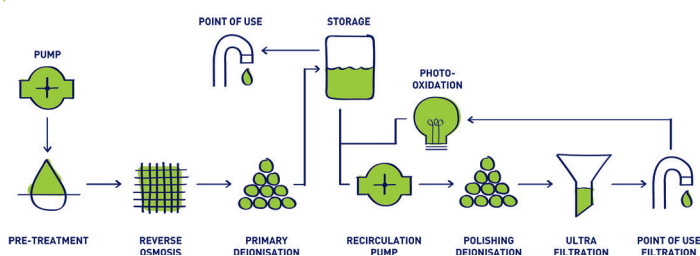 POINT OF USE
STORAGE
PUMP
PHOTO-
OXIDATION
PRE-TREATMENT
REVERSE
OSMOSIS
PRIMARY
DEIONISATION
RECIRCULATION
PUMP
POLISHING
DEIONISATION
ULTRA
FILTRATION
POINT OF USE
FILTRATION